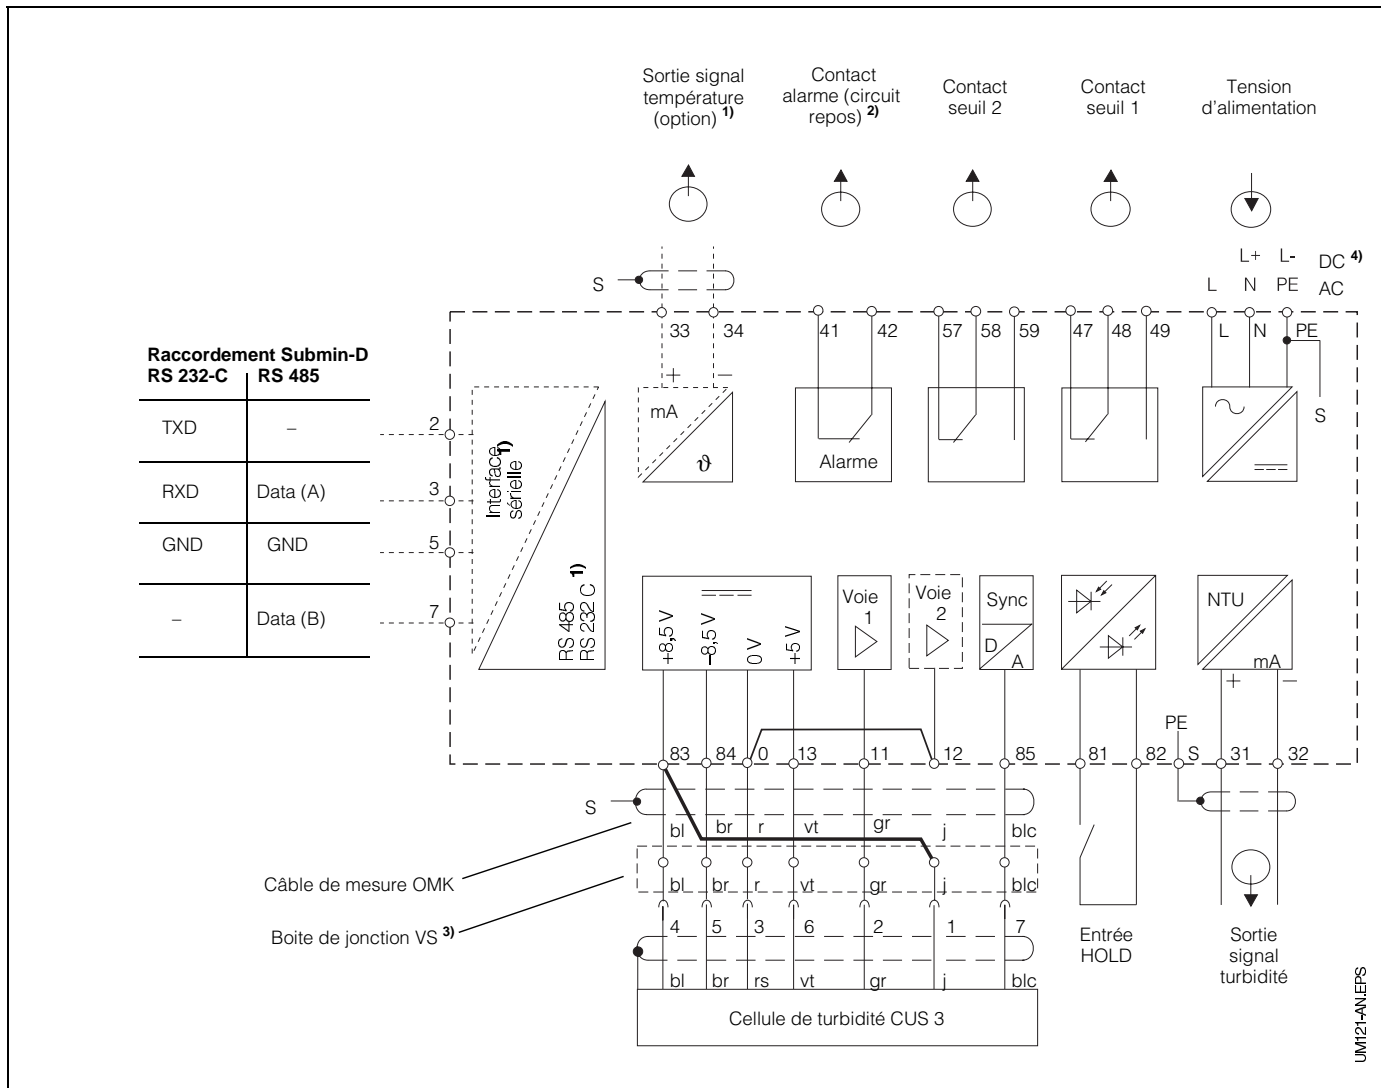 Sortie signal
température
(option) 1)
Contact
alarme (circuit
repos) 2)
Contact
seuil 2
Contact
seuil 1
Tension
d'alimentation
L+ L- DC 4)
L N PE AC
S
33 34 41 42 57 58 59 47 48 49 L N PE
S
Raccordement Submin-D
RS 232-C RS 485
TXD –
RXD Data (A)
GND GND
– Data (B)
2
3
5
7
Interface
sérielle 1)
RS 485
RS 232 C 1)
+ –
mA
ϑ
Alarme
+8,5 V
–8,5 V
0 V
+5 V
Voie
1
Voie
2
Sync
D
A
NTU
mA
+ –
PE
83 84 0 13 11 12 85 81 82 S 31 32
S
bl br r vt gr j blc
Câble de mesure OMK
bl br r vt gr j blc
Boite de jonction VS 3)
4 5 3 6 2 1 7
bl br rs vt gr j blc
Cellule de turbidité CUS 3
Entrée
HOLD
Sortie
signal
turbidité
UM121-AN.EPS